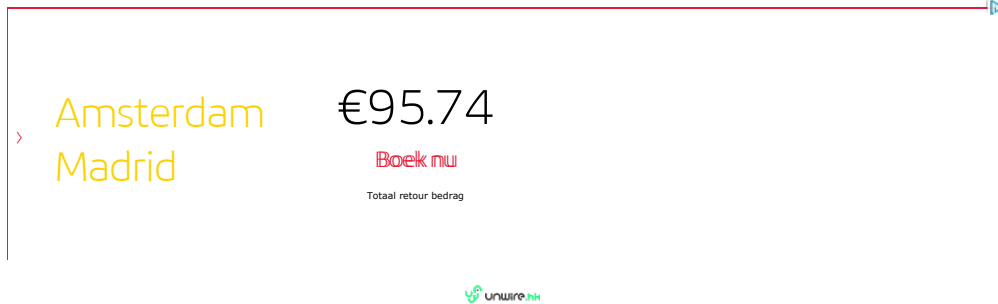 Amsterdam
Madrid
€95.74
Boek nu
Totaal retour bedrag
unwire.hk